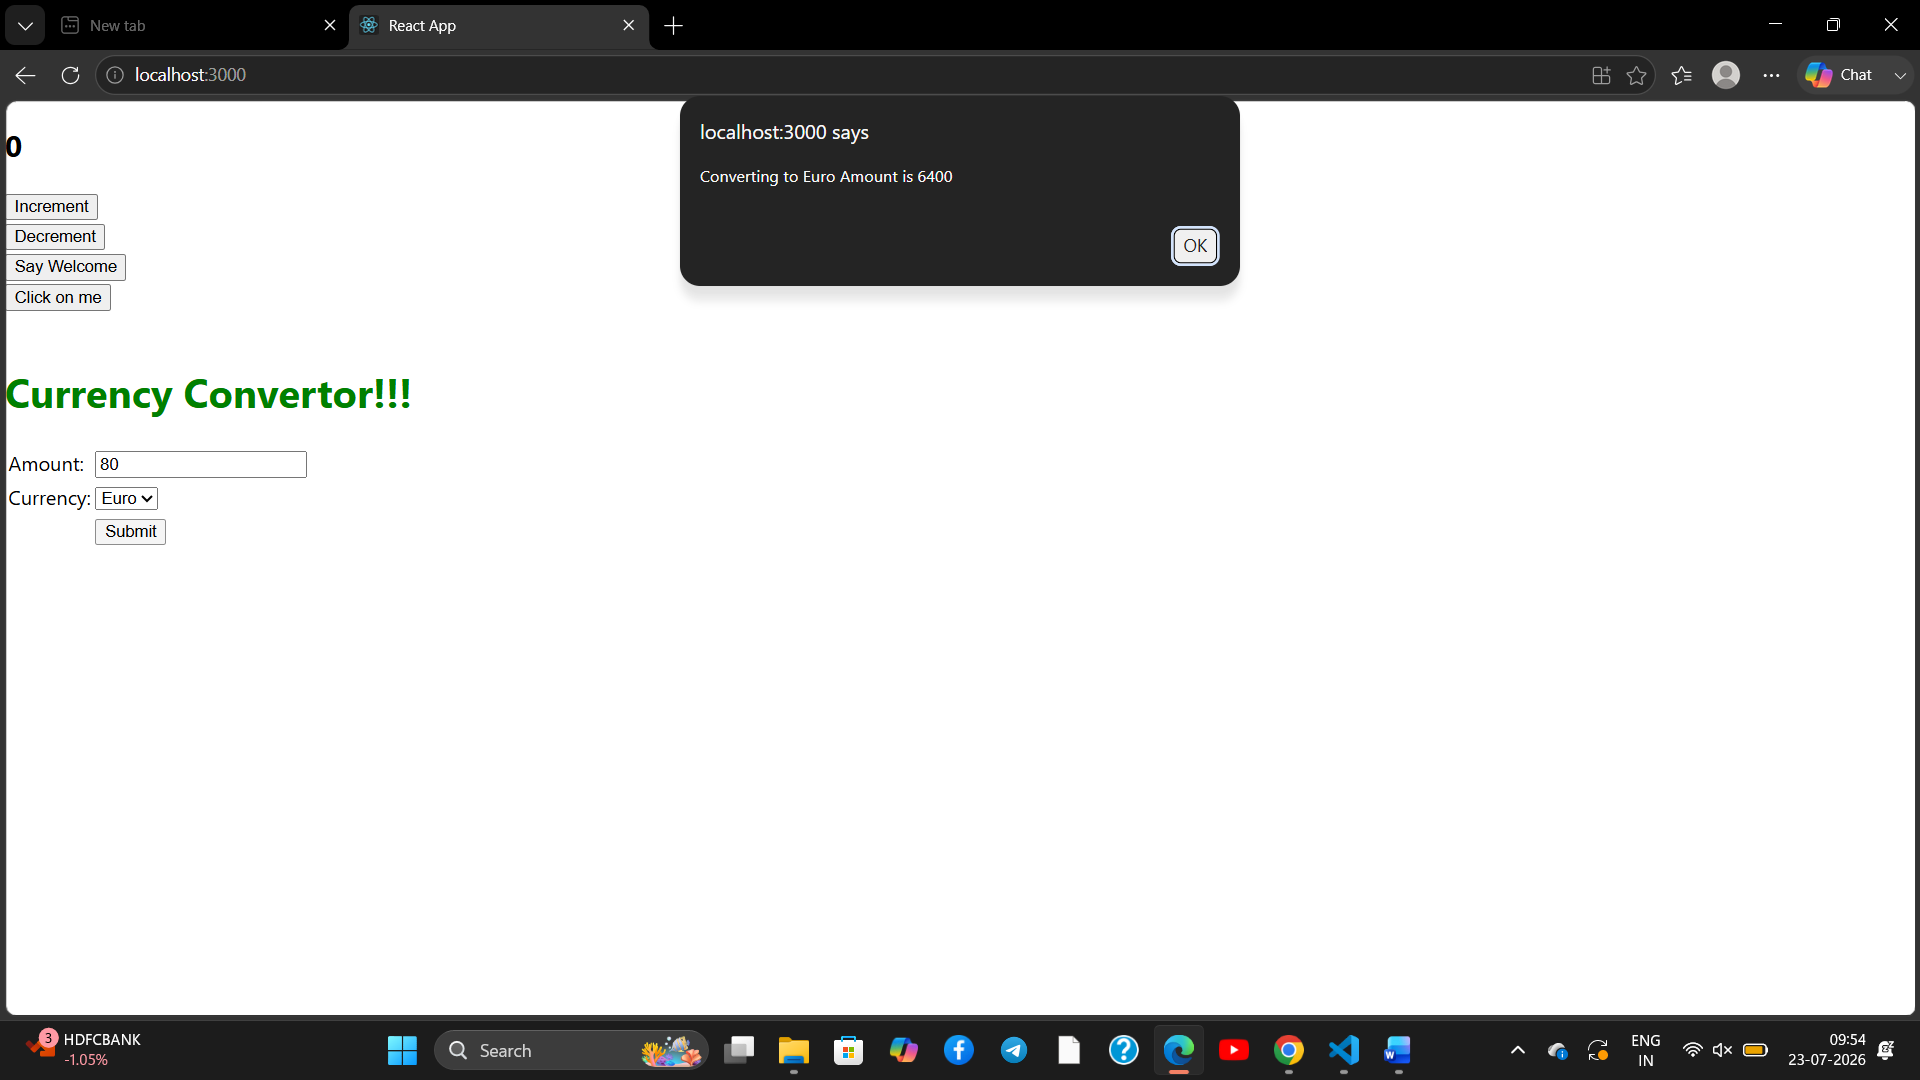 New tab
React App
localhost:3000
Chat
localhost:3000 says
Converting to Euro Amount is 6400
OK
0
Increment
Decrement
Say Welcome
Click on me
Currency Convertor!!!
Amount: 80
Currency: Euro
Submit
3
HDFCBANK
-1.05%
Search
ENG
IN
09:54
23-07-2026